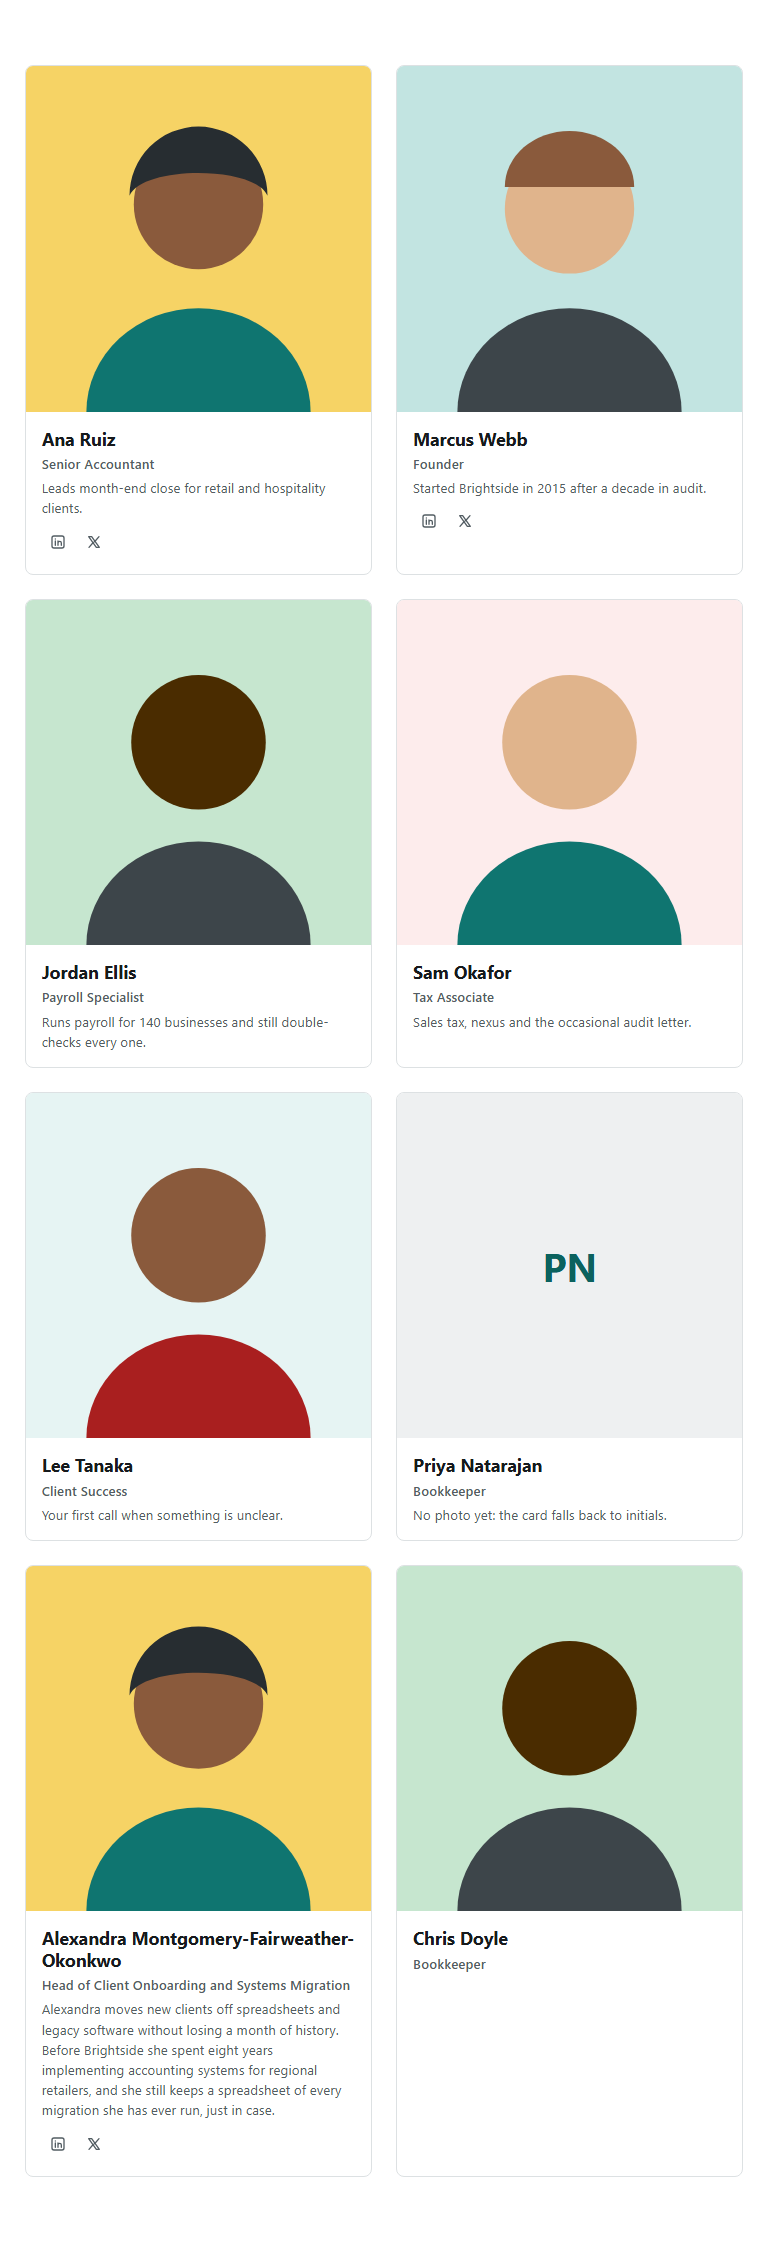 Ana Ruiz
Senior Accountant
Leads month-end close for retail and hospitality
clients.
Marcus Webb
Founder
Started Brightside in 2015 after a decade in audit.
Jordan Ellis
Payroll Specialist
Runs payroll for 140 businesses and still double-
checks every one.
Sam Okafor
Tax Associate
Sales tax, nexus and the occasional audit letter.
Lee Tanaka
Client Success
Your first call when something is unclear.
PN
Priya Natarajan
Bookkeeper
No photo yet: the card falls back to initials.
Alexandra Montgomery-Fairweather-
Okonkwo
Head of Client Onboarding and Systems Migration
Alexandra moves new clients off spreadsheets and
legacy software without losing a month of history.
Before Brightside she spent eight years
implementing accounting systems for regional
retailers, and she still keeps a spreadsheet of every
migration she has ever run, just in case.
Chris Doyle
Bookkeeper